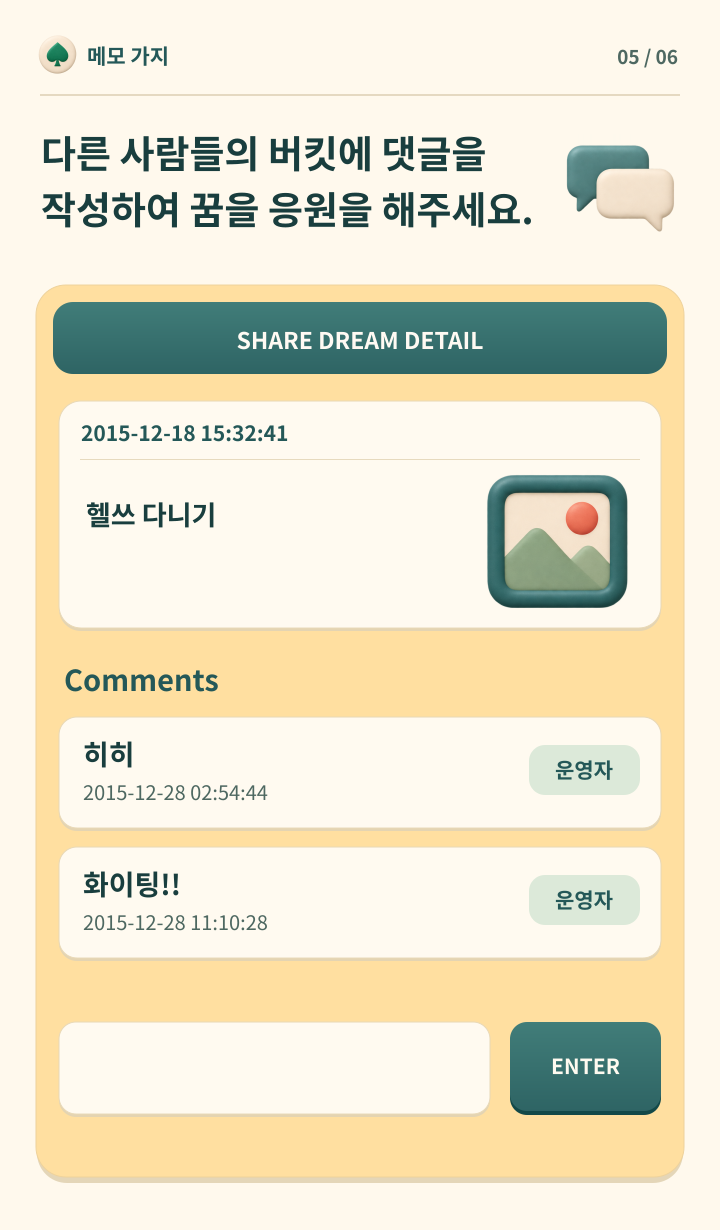 메모 가지
05 / 06
다른 사람들의 버킷에 댓글을
작성하여 꿈을 응원을 해주세요.
SHARE DREAM DETAIL
2015-12-18 15:32:41
헬쓰 다니기
Comments
히히
2015-12-28 02:54:44
운영자
화이팅!!
2015-12-28 11:10:28
운영자
ENTER